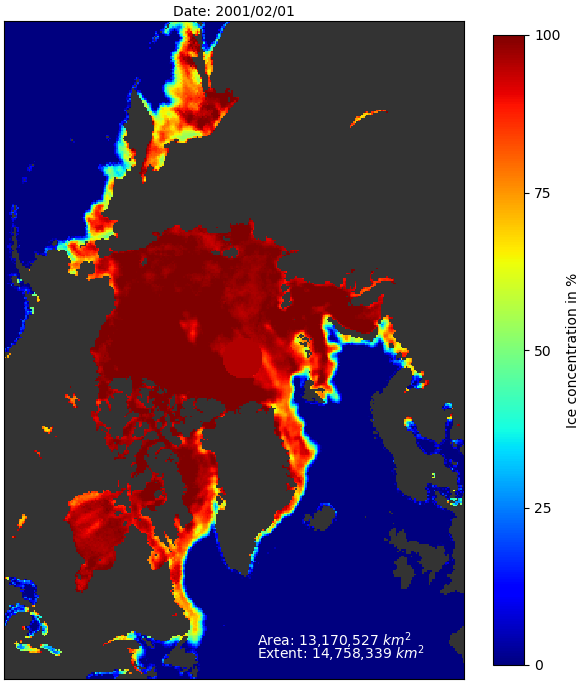 Date: 2001/02/01
100
75
50
25
0
Ice concentration in %
Area: 13,170,527 km²
Extent: 14,758,339 km²